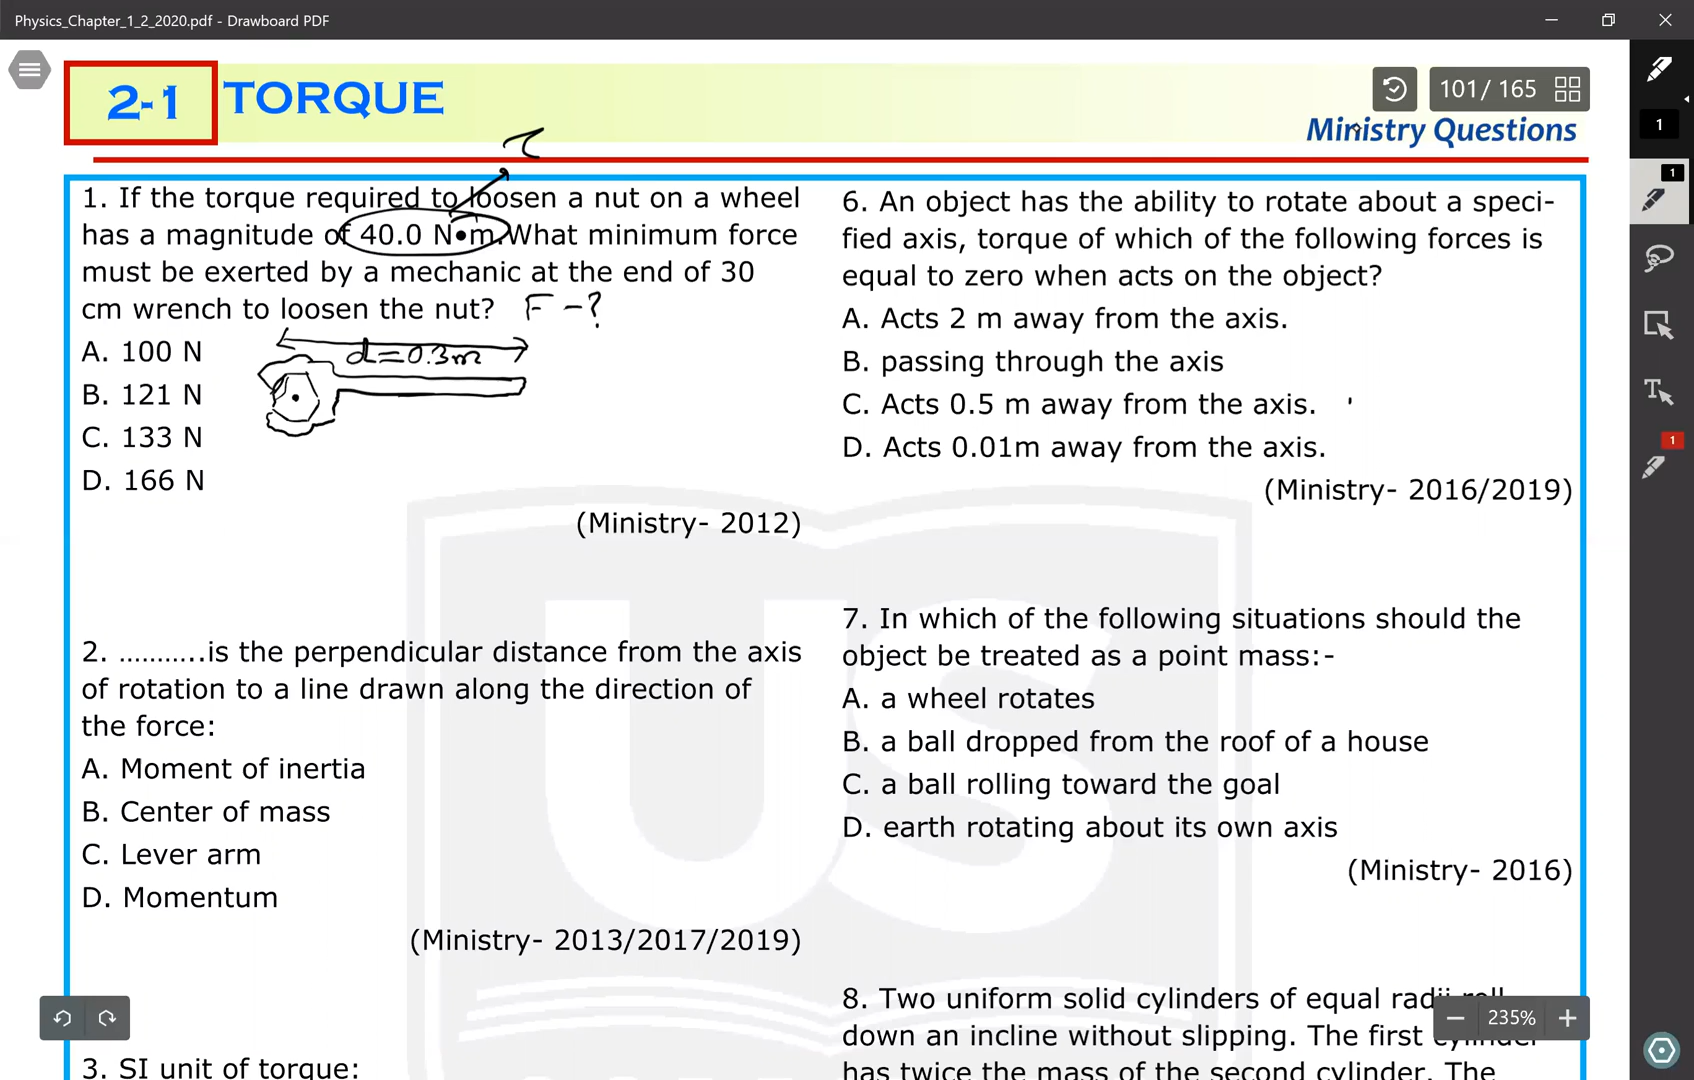 Physics_Chapter_1_2_2020.pdf - Drawboard PDF
2-1 TORQUE
101/ 165
Ministry Questions
1
1
1
τ
1. If the torque required to loosen a nut on a wheel
has a magnitude of 40.0 N•m.What minimum force
must be exerted by a mechanic at the end of 30
cm wrench to loosen the nut? F -?
A. 100 N
d=0.3m
B. 121 N
C. 133 N
D. 166 N
(Ministry- 2012)
2. ………..is the perpendicular distance from the axis
of rotation to a line drawn along the direction of
the force:
A. Moment of inertia
B. Center of mass
C. Lever arm
D. Momentum
(Ministry- 2013/2017/2019)
3. SI unit of torque:
6. An object has the ability to rotate about a speci-
fied axis, torque of which of the following forces is
equal to zero when acts on the object?
A. Acts 2 m away from the axis.
B. passing through the axis
C. Acts 0.5 m away from the axis.
D. Acts 0.01m away from the axis.
(Ministry- 2016/2019)
7. In which of the following situations should the
object be treated as a point mass:-
A. a wheel rotates
B. a ball dropped from the roof of a house
C. a ball rolling toward the goal
D. earth rotating about its own axis
(Ministry- 2016)
8. Two uniform solid cylinders of equal radii roll
down an incline without slipping. The first cylinder
has twice the mass of the second cylinder. The
235%
US